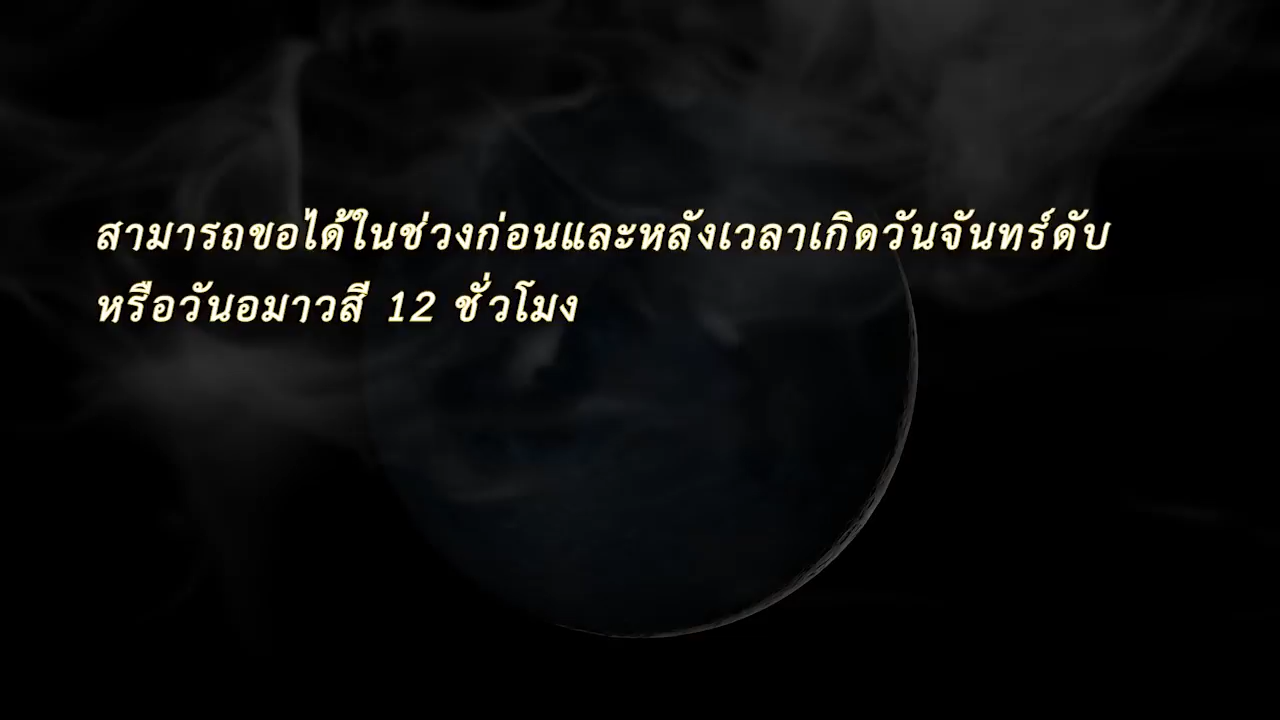 สามารถขอได้ในช่วงก่อนและหลังเวลาเกิดวันจันทร์ดับ
หรือวันอมาวสี 12 ชั่วโมง